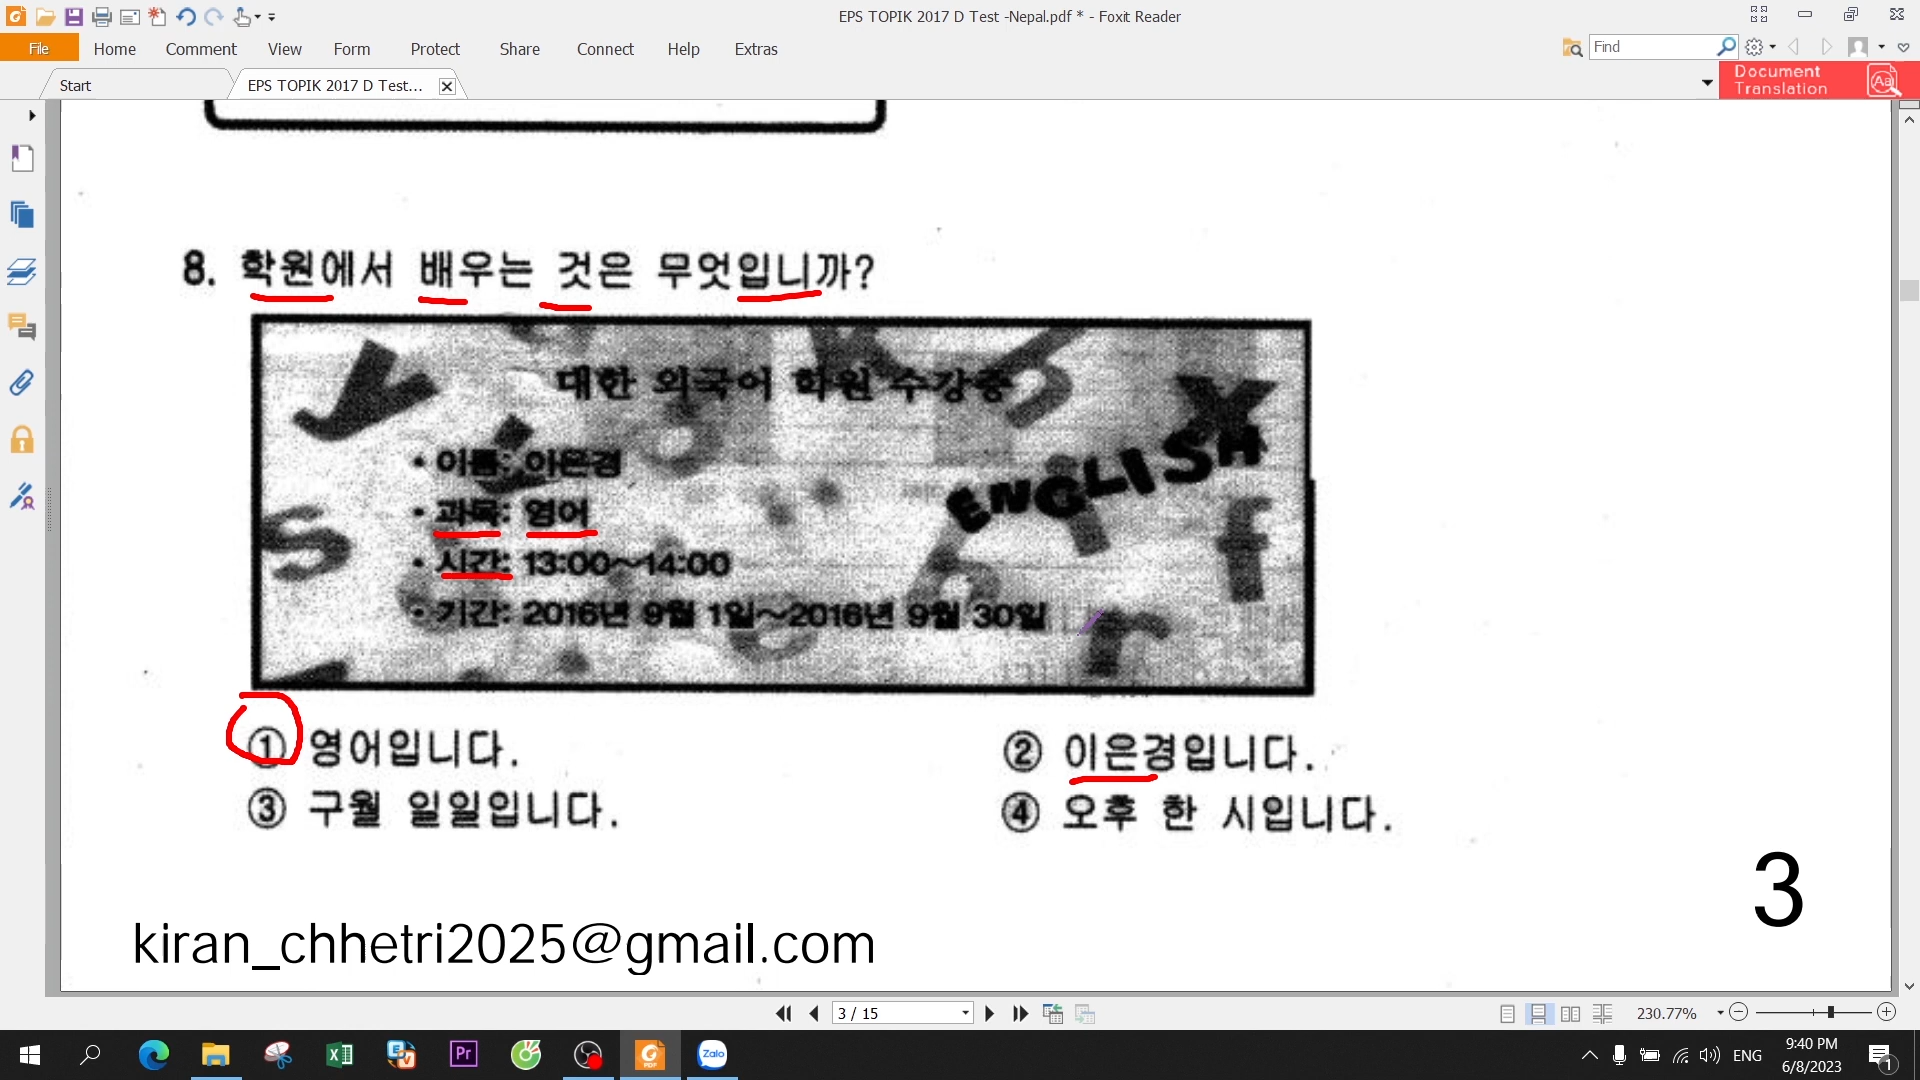 EPS TOPIK 2017 D Test -Nepal.pdf * - Foxit Reader
File Home Comment View Form Protect Share Connect Help Extras
Find
Start
EPS TOPIK 2017 D Test...
Document Translation
8. 학원에서 배우는 것은 무엇입니까?
대한 외국어 학원 수강증
• 이름: 이은경
• 과목: 영어
• 시간: 13:00~14:00
• 기간: 2016년 9월 1일~2016년 9월 30일
ENGLISH
① 영어입니다.
② 이은경입니다.
③ 구월 일일입니다.
④ 오후 한 시입니다.
3
kiran_chhetri2025@gmail.com
3 / 15
230.77%
Zalo
ENG
9:40 PM
6/8/2023